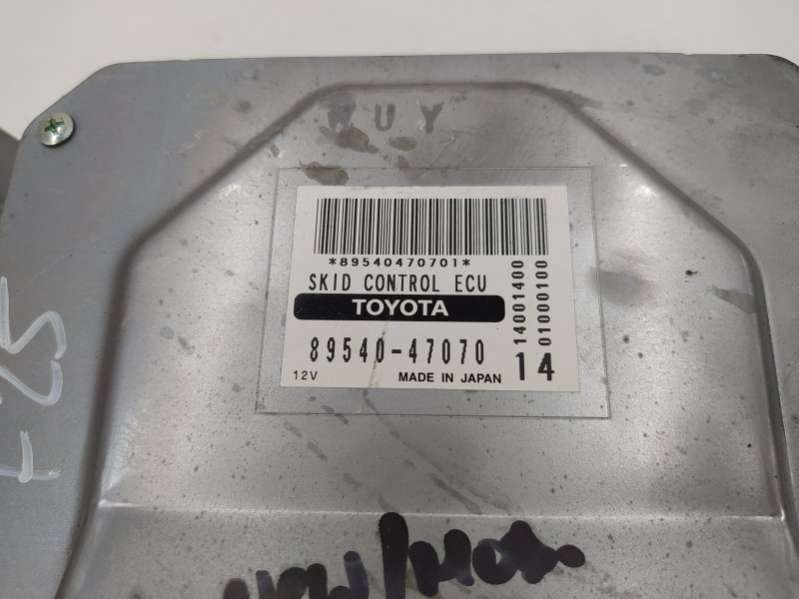 *89540470701*
SKID CONTROL ECU
TOYOTA
89540-47070
14
12V
MADE IN JAPAN
14001400
01000100